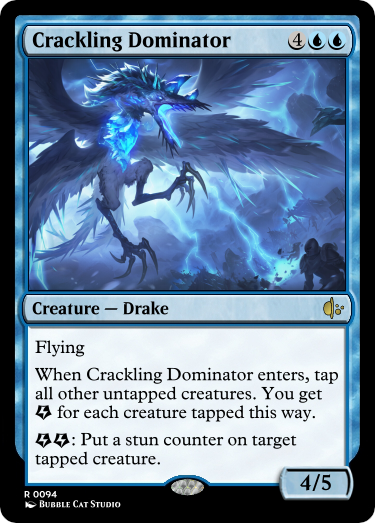 Crackling Dominator 4
Creature — Drake
Flying
When Crackling Dominator enters, tap
all other untapped creatures. You get
for each creature tapped this way.
: Put a stun counter on target
tapped creature.
4/5
R 0094
Bubble Cat Studio